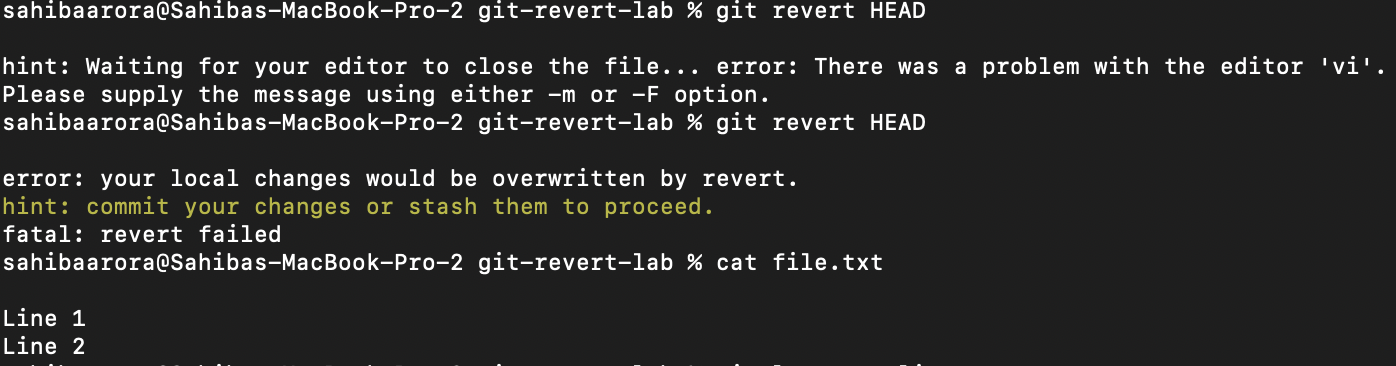 sahibaarora@Sahibas-MacBook-Pro-2 git-revert-lab % git revert HEAD
hint: Waiting for your editor to close the file... error: There was a problem with the editor 'vi'.
Please supply the message using either -m or -F option.
sahibaarora@Sahibas-MacBook-Pro-2 git-revert-lab % git revert HEAD
error: your local changes would be overwritten by revert.
hint: commit your changes or stash them to proceed.
fatal: revert failed
sahibaarora@Sahibas-MacBook-Pro-2 git-revert-lab % cat file.txt
Line 1
Line 2